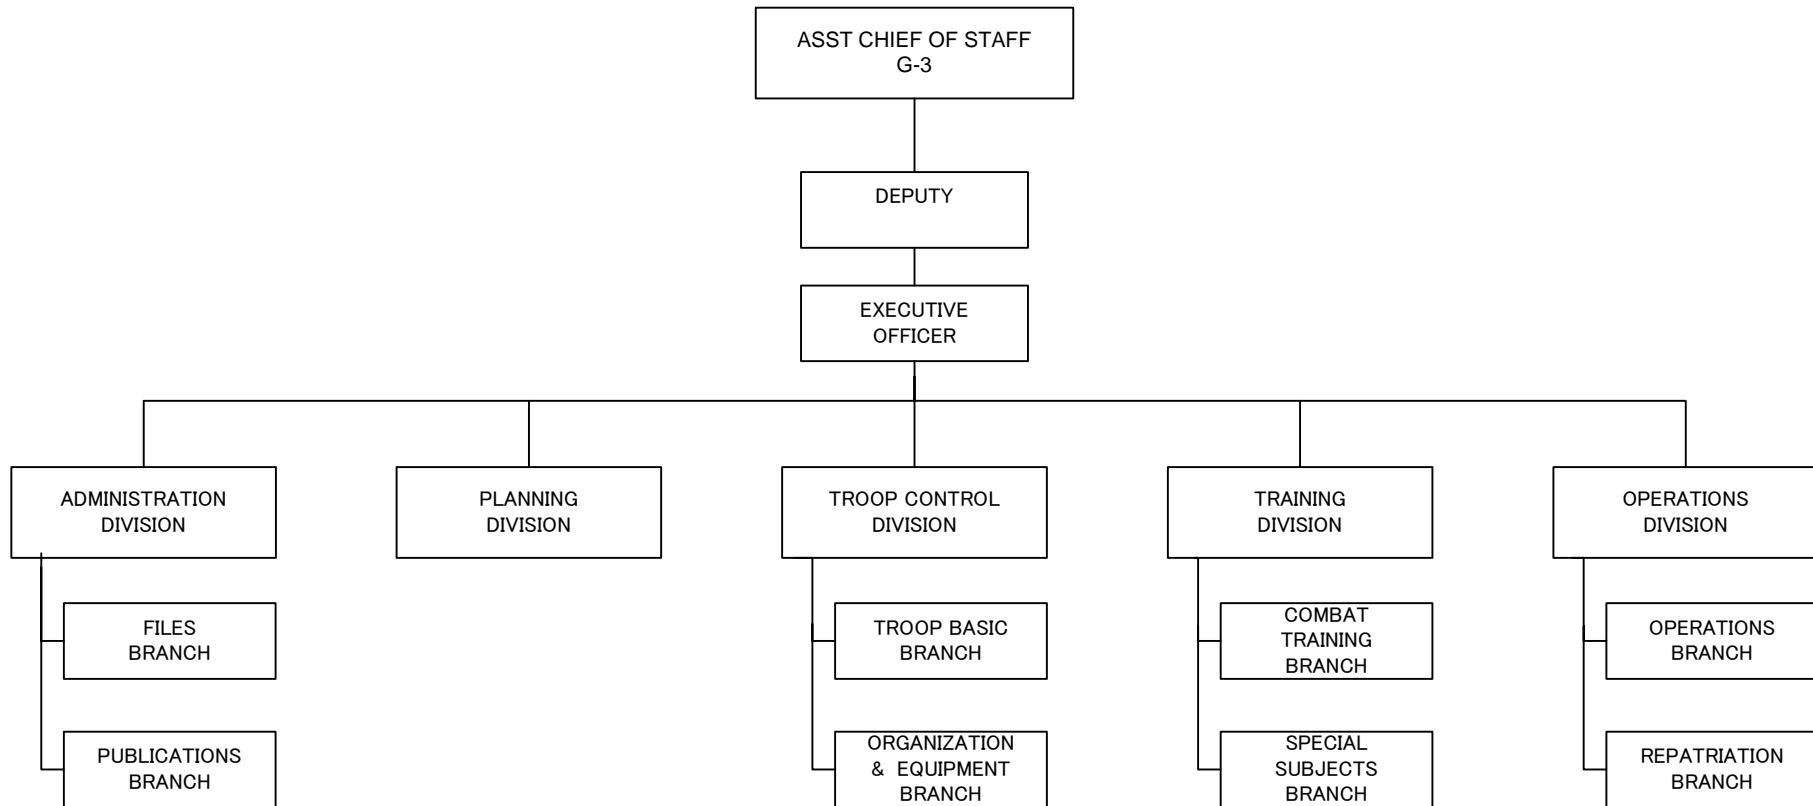 ASST CHIEF OF STAFF
G-3
DEPUTY
EXECUTIVE
OFFICER
ADMINISTRATION
DIVISION
PLANNING
DIVISION
TROOP CONTROL
DIVISION
TRAINING
DIVISION
OPERATIONS
DIVISION
FILES
BRANCH
TROOP BASIC
BRANCH
COMBAT
TRAINING
BRANCH
OPERATIONS
BRANCH
PUBLICATIONS
BRANCH
ORGANIZATION
& EQUIPMENT
BRANCH
SPECIAL
SUBJECTS
BRANCH
REPATRIATION
BRANCH